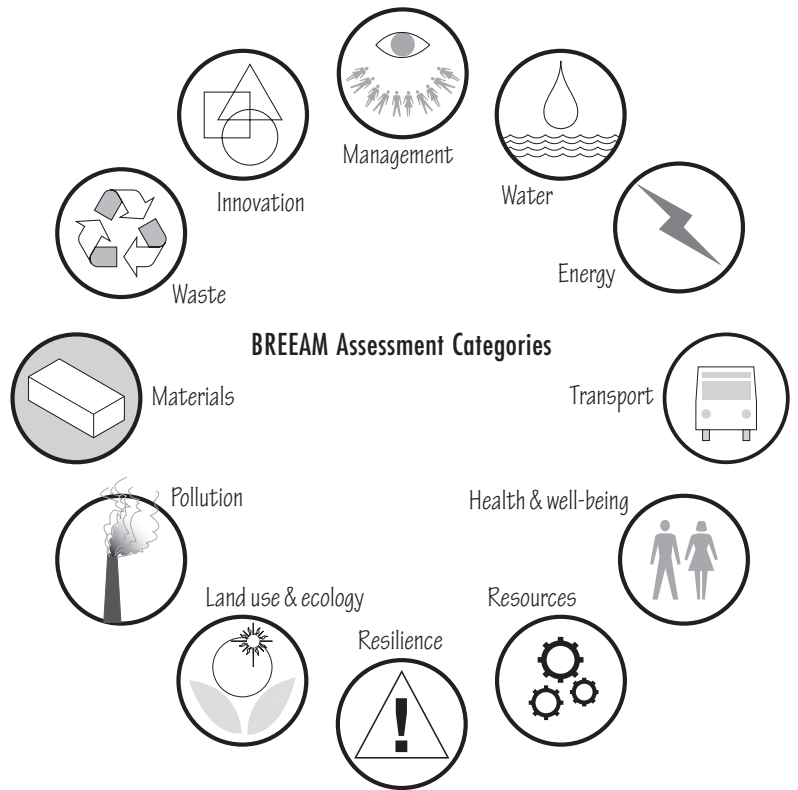 Management
Innovation
Water
Energy
Waste
BREEAM Assessment Categories
Materials
Transport
Pollution
Health & well-being
Land use & ecology
Resources
Resilience
!